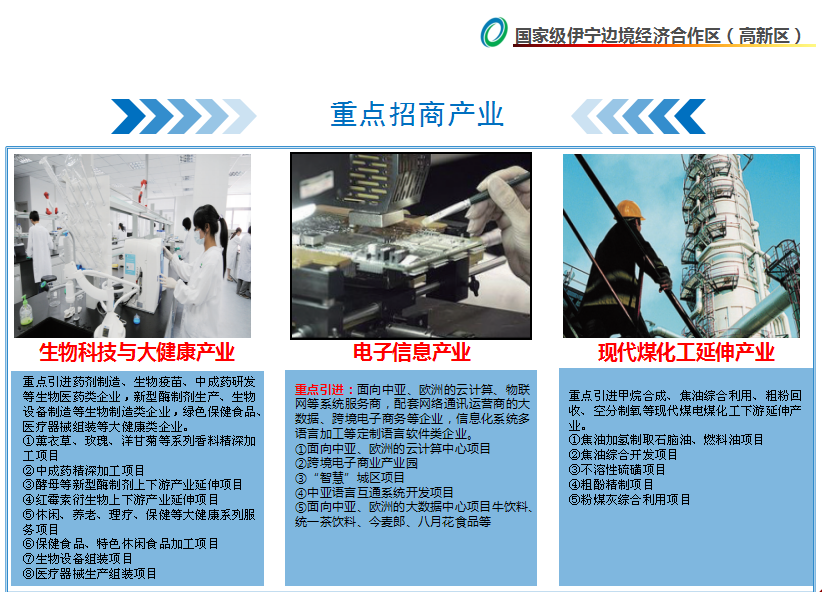 国家级伊宁边境经济合作区（高新区）
重点招商产业
生物科技与大健康产业
重点引进药剂制造、生物疫苗、中成药研发
等生物医药类企业，新型酶制剂生产、生物
设备制造等生物制造类企业，绿色保健食品、
医疗器械组装等大健康类企业。
①薰衣草、玫瑰、洋甘菊等系列香料精深加
工项目
②中成药精深加工项目
③酵母等新型酶制剂上下游产业延伸项目
④红霉素衍生物上下游产业延伸项目
⑤休闲、养老、理疗、保健等大健康系列服
务项目
⑥保健食品、特色休闲食品加工项目
⑦生物设备组装项目
⑧医疗器械生产组装项目
电子信息产业
重点引进：面向中亚、欧洲的云计算、物联
网等系统服务商，配套网络通讯运营商的大
数据、跨境电子商务等企业，信息化系统多
语言加工等定制语言软件类企业。
①面向中亚、欧洲的云计算中心项目
②跨境电子商业产业园
③“智慧”城区项目
④中亚语言互通系统开发项目
⑤面向中亚、欧洲的大数据中心项目牛饮料、
统一茶饮料、今麦郎、八月花食品等
现代煤化工延伸产业
重点引进甲烷合成、焦油综合利用、粗粉回
收、空分制氧等现代煤电煤化工下游延伸产
业。
①焦油加氢制取石脑油、燃料油项目
②焦油综合开发项目
③不溶性硫磺项目
④粗酚精制项目
⑤粉煤灰综合利用项目